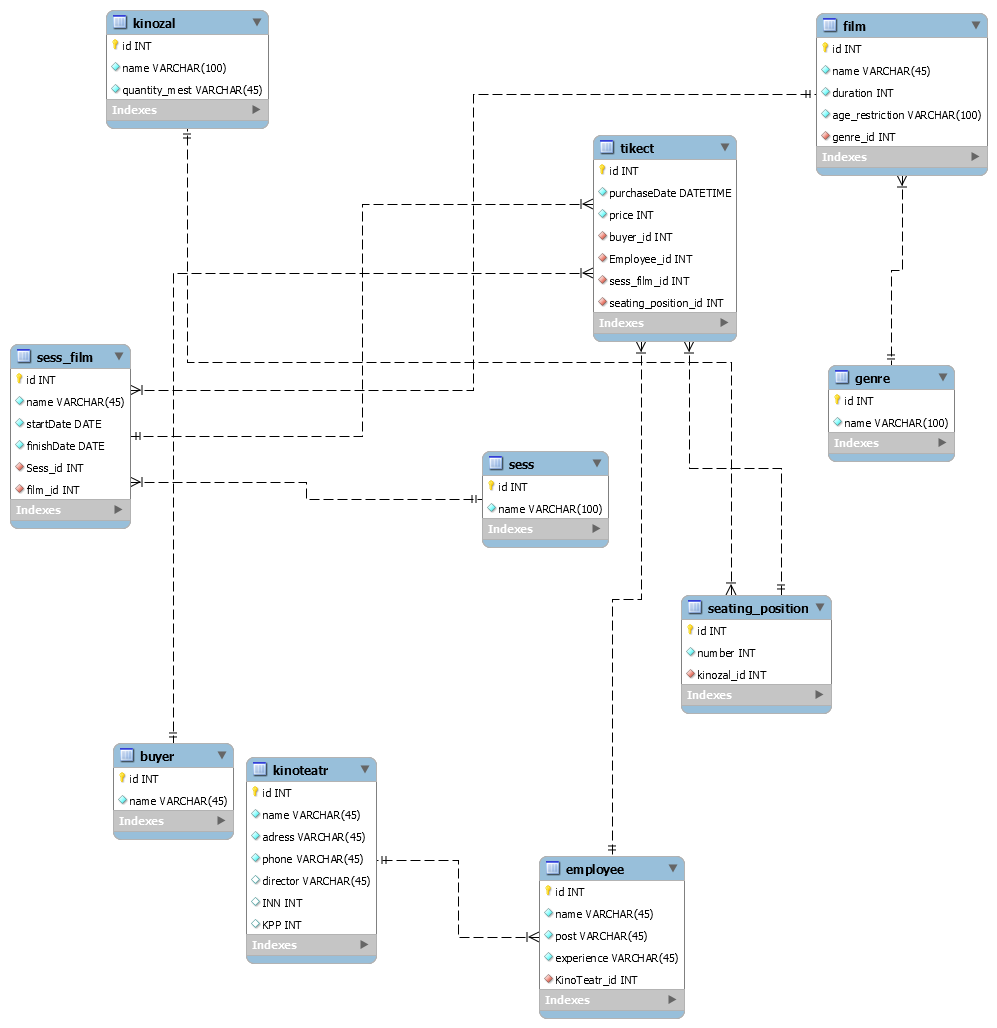 kinozal
id INT
name VARCHAR(100)
quantity_mest VARCHAR(45)
Indexes
film
id INT
name VARCHAR(45)
duration INT
age_restriction VARCHAR(100)
genre_id INT
Indexes
tikect
id INT
purchaseDate DATETIME
price INT
buyer_id INT
Employee_id INT
sess_film_id INT
seating_position_id INT
Indexes
sess_film
id INT
name VARCHAR(45)
startDate DATE
finishDate DATE
Sess_id INT
film_id INT
Indexes
genre
id INT
name VARCHAR(100)
Indexes
sess
id INT
name VARCHAR(100)
Indexes
seating_position
id INT
number INT
kinozal_id INT
Indexes
buyer
id INT
name VARCHAR(45)
Indexes
kinoteatr
id INT
name VARCHAR(45)
adress VARCHAR(45)
phone VARCHAR(45)
director VARCHAR(45)
INN INT
KPP INT
Indexes
employee
id INT
name VARCHAR(45)
post VARCHAR(45)
experience VARCHAR(45)
KinoTeatr_id INT
Indexes